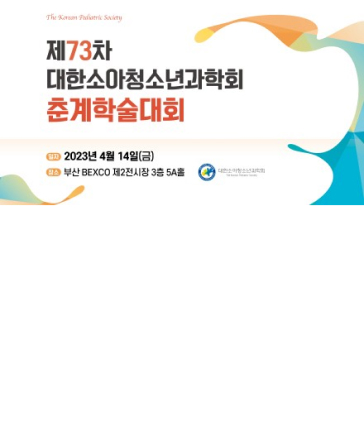 The Korean Pediatric Society
제73차
대한소아청소년과학회
춘계학술대회
일자 2023년 4월 14일(금)
장소 부산 BEXCO 제2전시장 3층 5A홀
대한소아청소년과학회